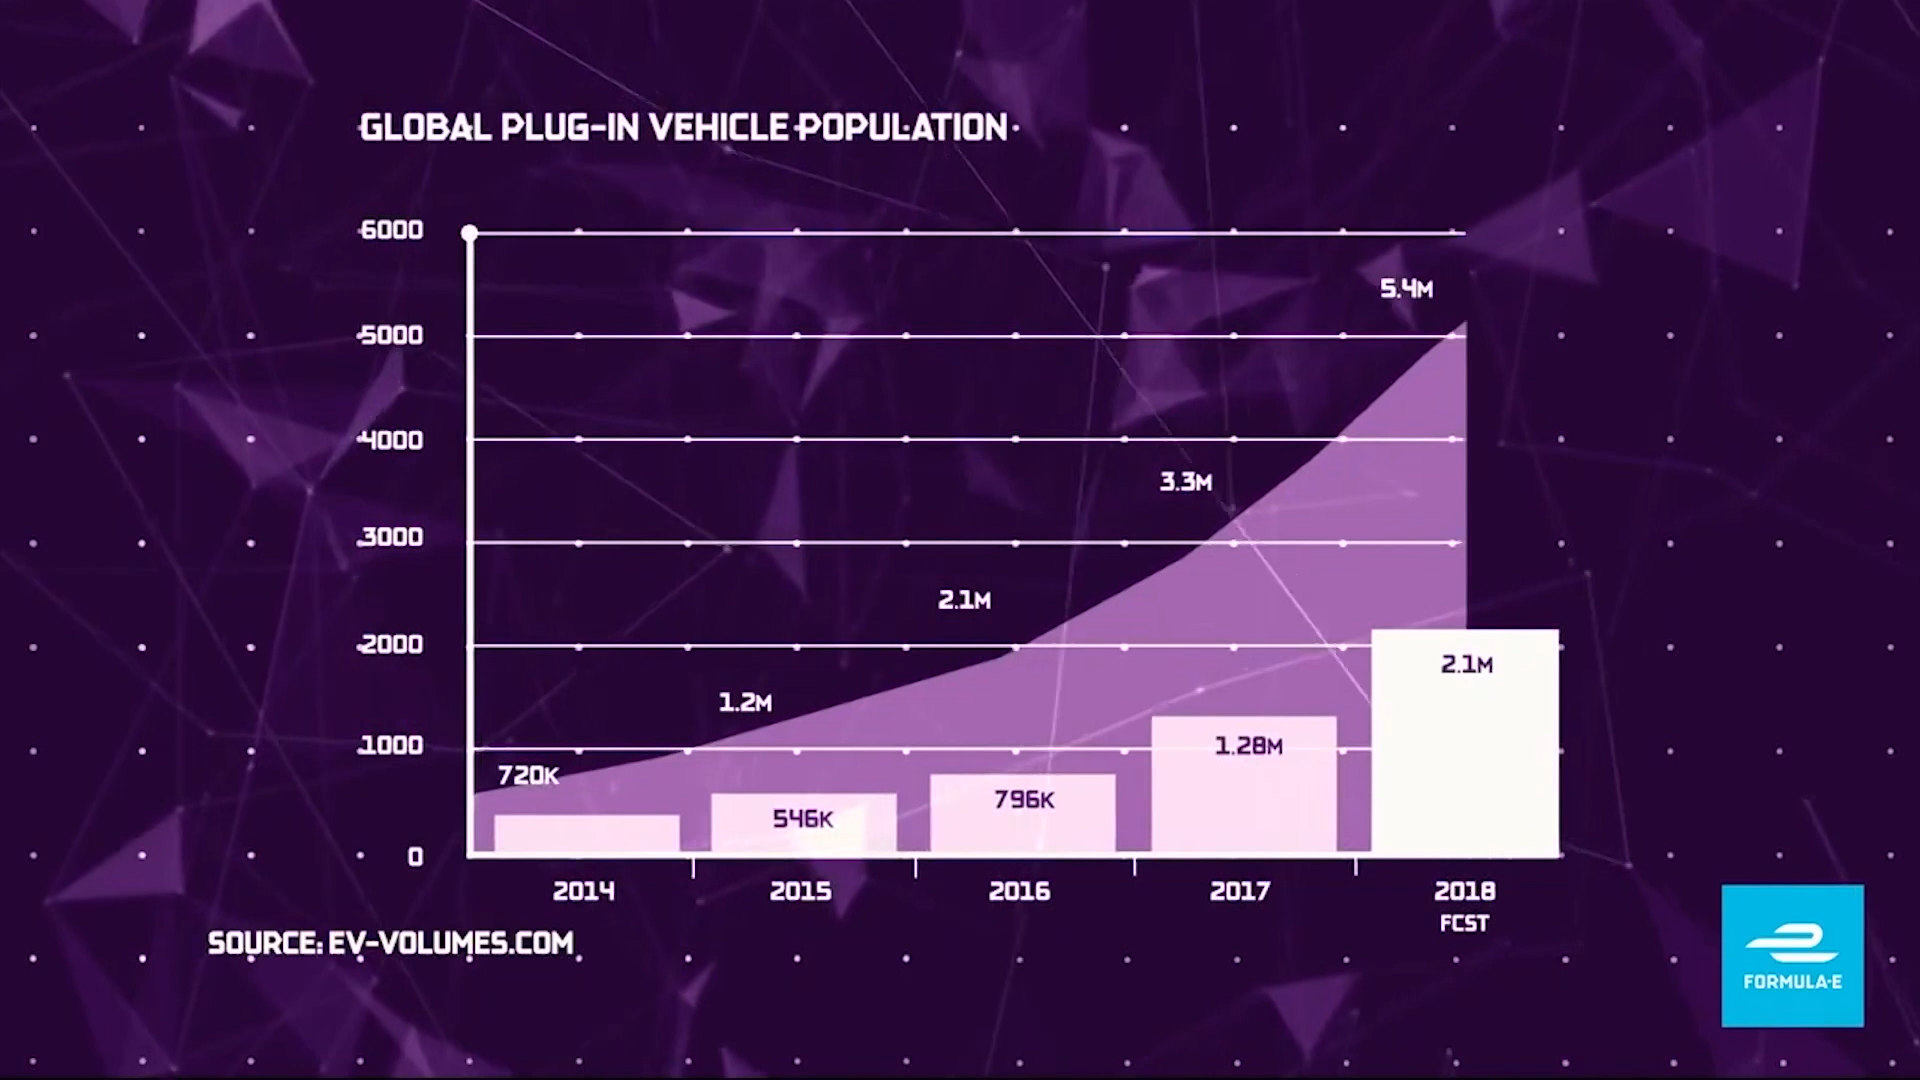 GLOBAL PLUG-IN VEHICLE POPULATION
6000
5.4M
5000
4000
3.3M
3000
2.1M
2000
2.1M
1.2M
1000
1.28M
720K
796K
546K
0
2014 2015 2016 2017 2018
FCST
SOURCE: EV-VOLUMES.COM
FORMULA·E